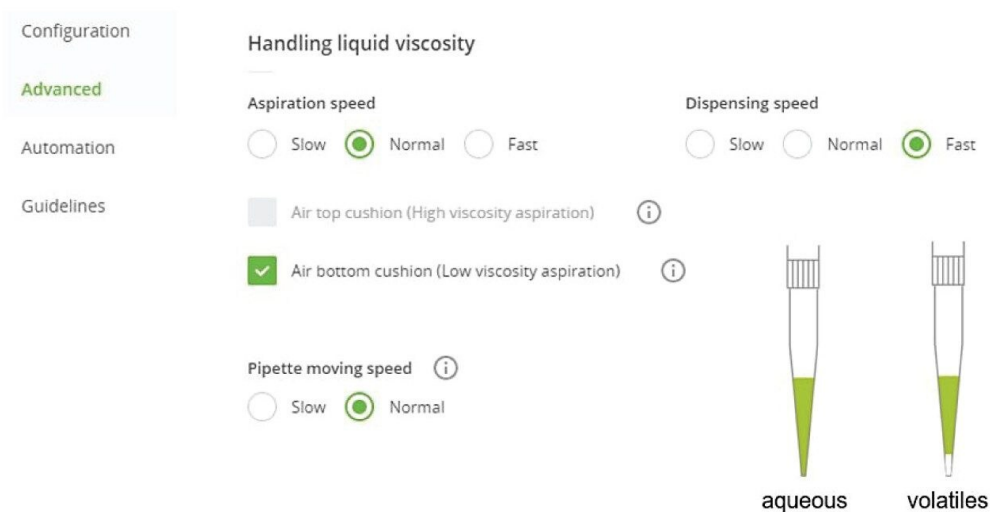 Configuration
Advanced
Automation
Guidelines
Handling liquid viscosity
Aspiration speed
Slow Normal Fast
Dispensing speed
Slow Normal Fast
Air top cushion (High viscosity aspiration)
Air bottom cushion (Low viscosity aspiration)
Pipette moving speed
Slow Normal
aqueous volatiles